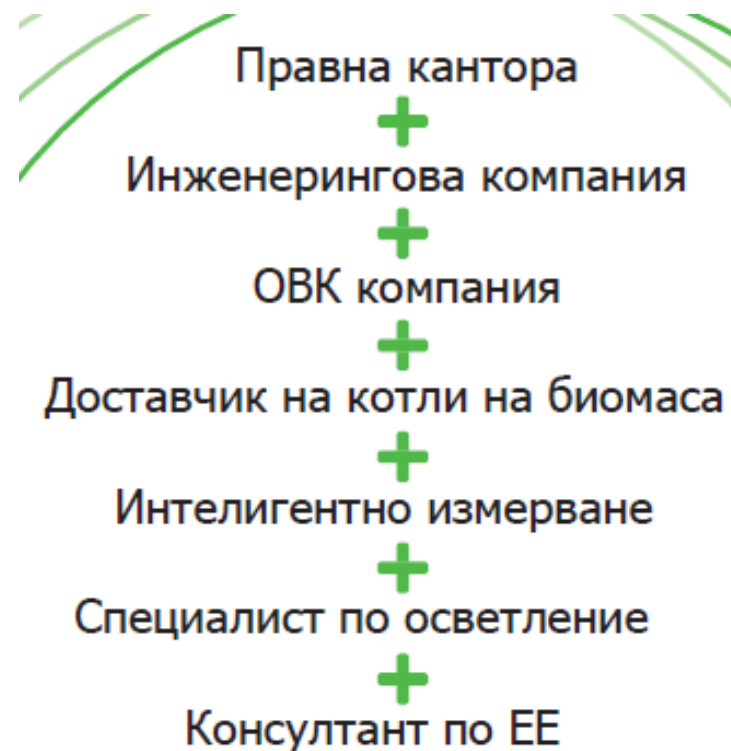 Правна кантора
+
Инженерингова компания
+
ОВК компания
+
Доставчик на котли на биомаса
+
Интелигентно измерване
+
Специалист по осветление
+
Консултант по ЕЕ